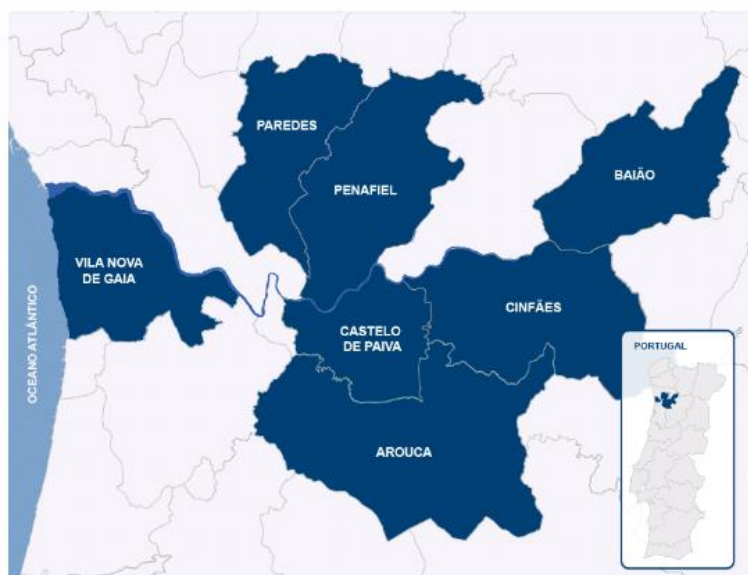 PAREDES
PENAFIEL
BAIÃO
VILA NOVA
DE GAIA
OCEANO ATLÂNTICO
CASTELO
DE PAIVA
CINFÃES
PORTUGAL
AROUCA